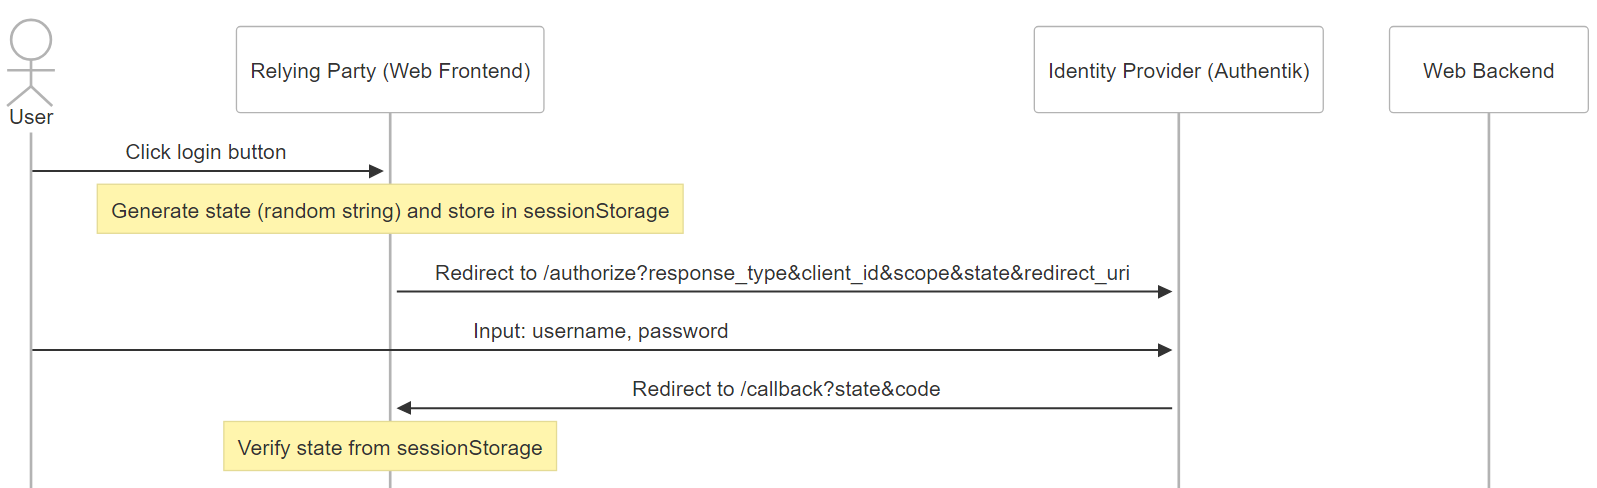 User
Relying Party (Web Frontend)
Identity Provider (Authentik)
Web Backend
Click login button
Generate state (random string) and store in sessionStorage
Redirect to /authorize?response_type&client_id&scope&state&redirect_uri
Input: username, password
Redirect to /callback?state&code
Verify state from sessionStorage